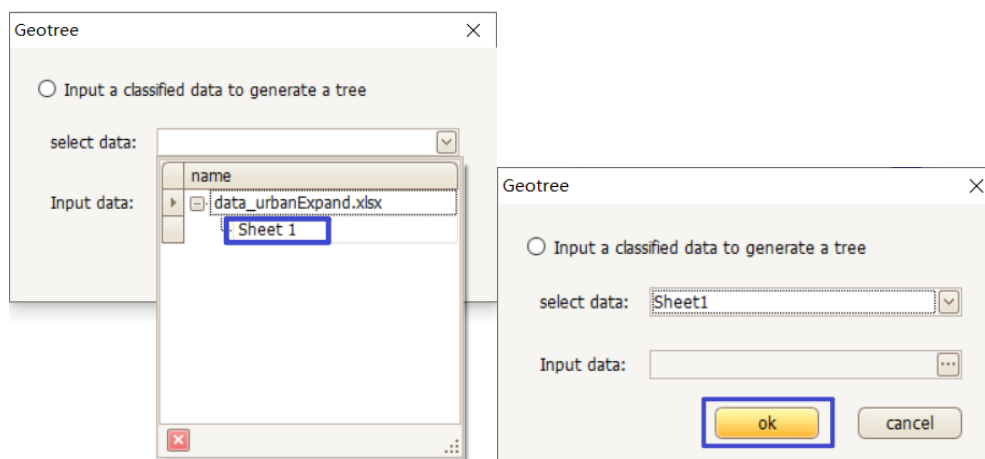 Geotree
Input a classified data to generate a tree
select data:
name
Input data:
data_urbanExpand.xlsx
Sheet 1
Geotree
Input a classified data to generate a tree
select data:
Sheet1
Input data:
ok
cancel